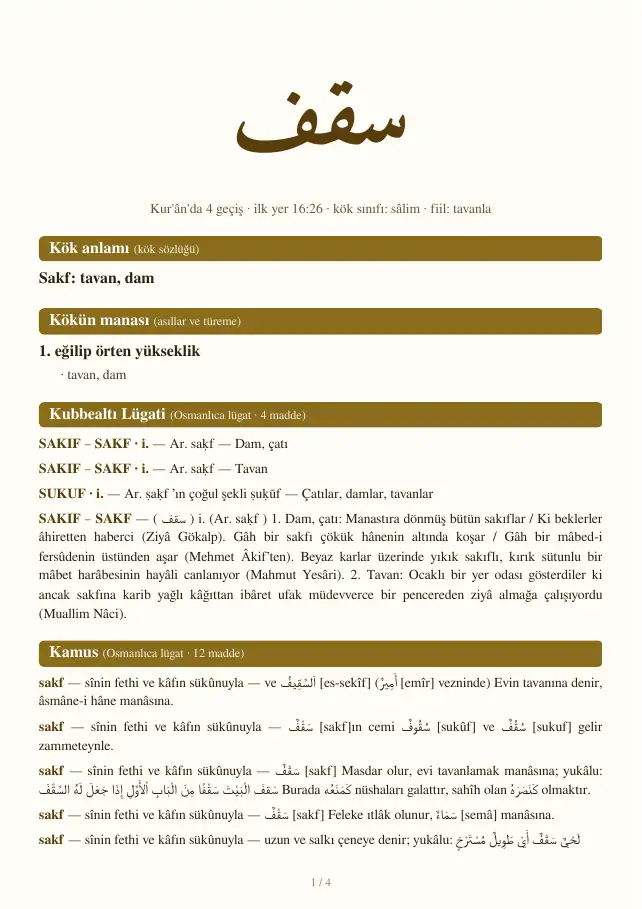 سقف
Kur'ân'da 4 geçiş · ilk yer 16:26 · kök sınıfı: sâlim · fiil: tavanla
Kök anlamı (kök sözlüğü)
Sakf: tavan, dam
Kökün manası (asıllar ve türeme)
1. eğilip örten yükseklik
· tavan, dam
Kubbealtı Lügati (Osmanlıca lügat · 4 madde)
SAKIF – SAKF · i. — Ar. saḳf — Dam, çatı
SAKIF – SAKF · i. — Ar. saḳf — Tavan
SUKUF · i. — Ar. ṣaḳf 'ın çoğul şekli ṣuḳūf — Çatılar, damlar, tavanlar
SAKIF – SAKF — ( سقف ) i. (Ar. saḳf ) 1. Dam, çatı: Manastıra dönmüş bütün sakıflar / Ki beklerler
âhiretten haberci (Ziyâ Gökalp). Gâh bir sakfı çökük hânenin altında koşar / Gâh bir mâbed-i
fersûdenin üstünden aşar (Mehmet Âkif'ten). Beyaz karlar üzerinde yıkık sakıflı, kırık sütunlu bir
mâbet harâbesinin hayâli canlanıyor (Mahmut Yesâri). 2. Tavan: Ocaklı bir yer odası gösterdiler ki
ancak sakfına karib yağlı kâğıttan ibâret ufak müdevverce bir pencereden ziyâ almağa çalışıyordu
(Muallim Nâci).
Kamus (Osmanlıca lügat · 12 madde)
sakf — sînin fethi ve kâfın sükûnuyla — ve اَلسَّقِيفُ [es-sekîf] (أَمِيرٌ [emîr] vezninde) Evin tavanına denir,
âsmâne-i hâne manâsına.
sakf — sînin fethi ve kâfın sükûnuyla — سَقْفٌ [sakf]ın cemi سُقُوفٌ [sukûf] ve سُقُفٌ [sukuf] gelir
zammeteynle.
sakf — sînin fethi ve kâfın sükûnuyla — سَقْفٌ [sakf] Masdar olur, evi tavanlamak manâsına; yukâlu:
سَقَفَ الْبَيْتَ سَقْفًا مِنَ الْبَابِ الْأَوَّلِ إِذَا جَعَلَ لَهُ السَّقْفَ Burada كَمَنَعَهُ nüshaları galattır, sahîh olan كَنَصَرَهُ olmaktır.
sakf — sînin fethi ve kâfın sükûnuyla — سَقْفٌ [sakf] Feleke ıtlâk olunur, سَمَاءٌ [semâ] manâsına.
sakf — sînin fethi ve kâfın sükûnuyla — uzun ve salkı çeneye denir; yukâlu: لَحْيٌ سَقْفٌ أَيْ طَوِيلٌ مُسْتَرْخٍ
1 / 4